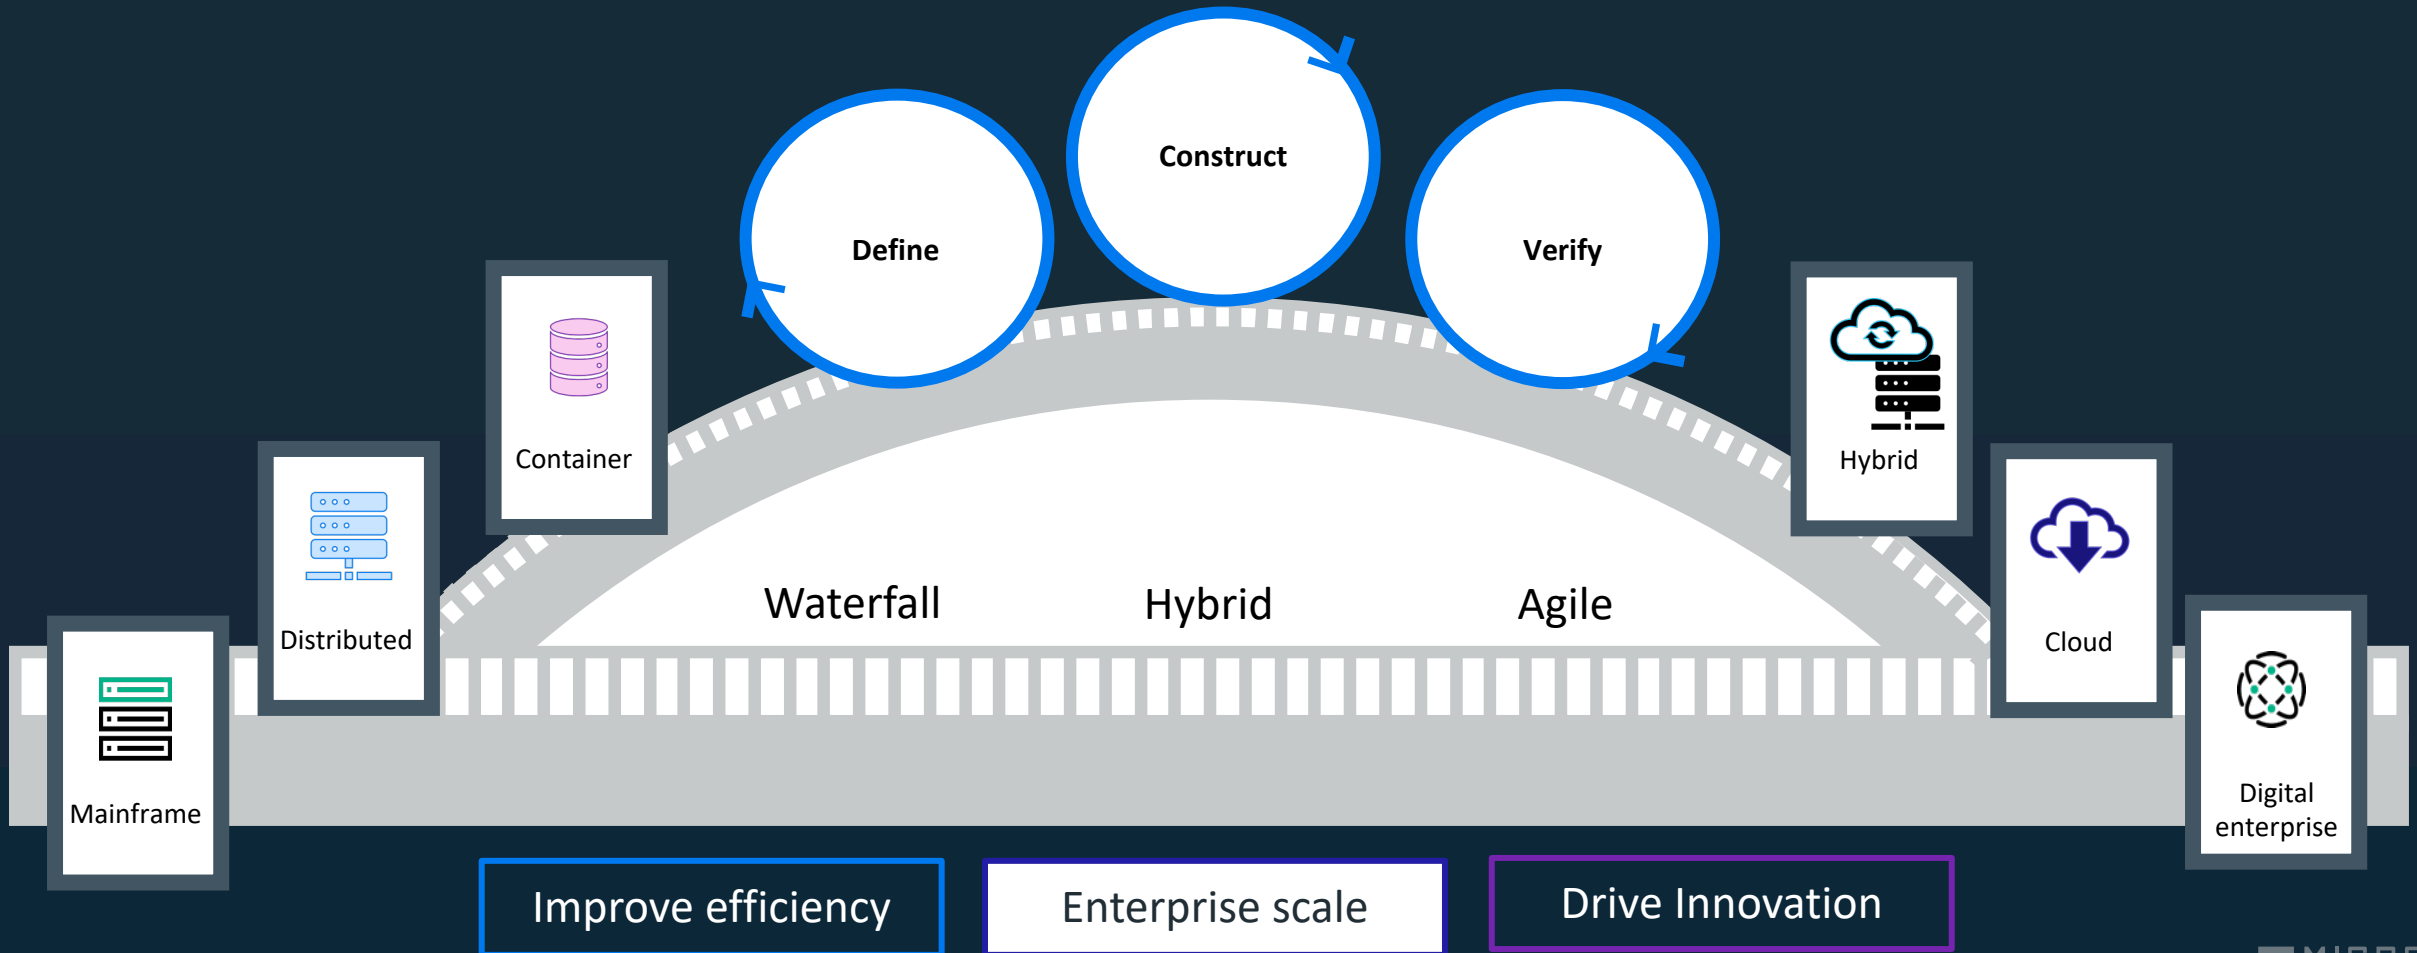 Construct
Define
Verify
Container
Hybrid
Distributed
Cloud
Waterfall
Hybrid
Agile
Mainframe
Digital
enterprise
Improve efficiency
Enterprise scale
Drive Innovation